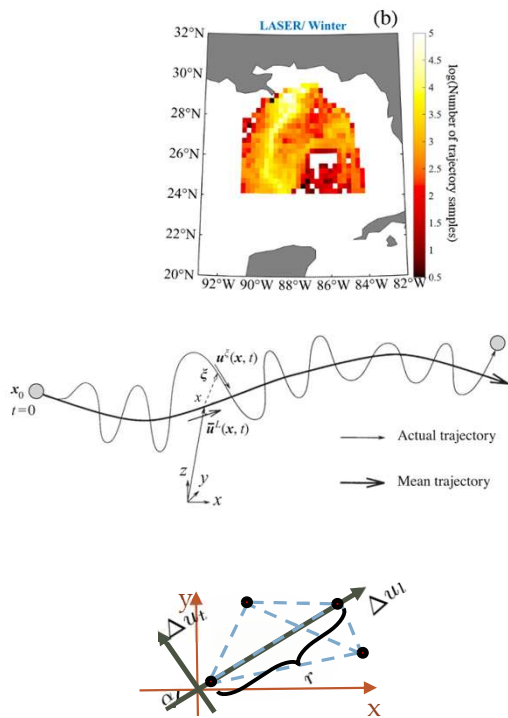 LASER/ Winter
(b)
32°N
30°N
28°N
26°N
24°N
22°N
20°N
92°W 90°W 88°W 86°W 84°W 82°W
5
4.5
4
3.5
3
2.5
2
1.5
1
0.5
log(Number of trajectory samples)
x₀
t=0
u^ξ(x, t)
ξ
x
ū^L(x, t)
z
y
x
Actual trajectory
Mean trajectory
y
Δu_t
Δu_l
α
r
x